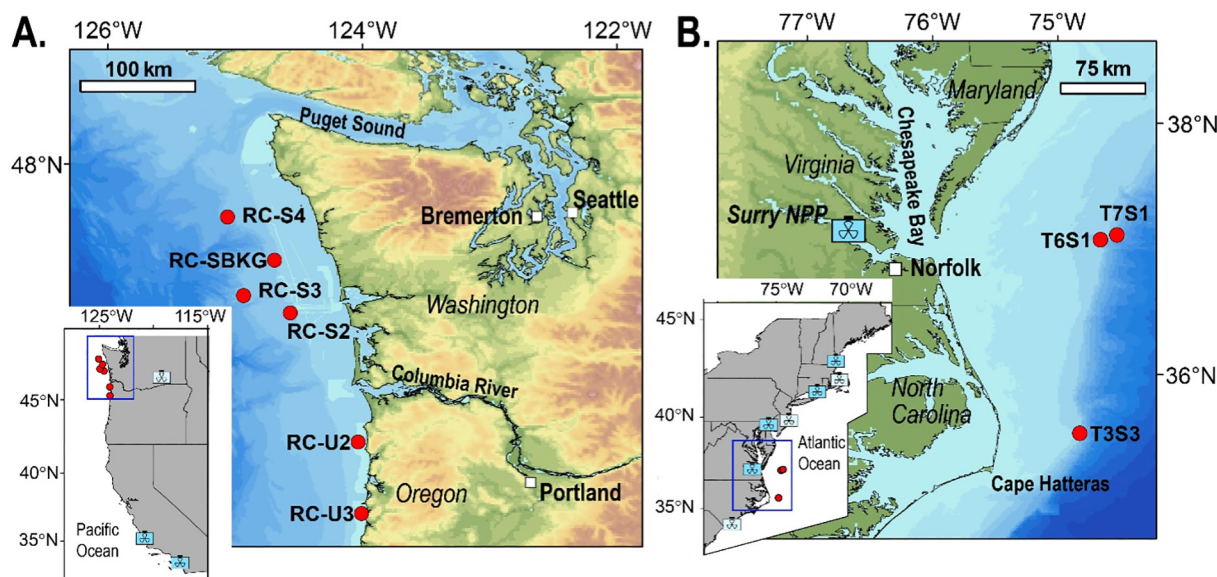 A.
126°W
124°W
122°W
100 km
48°N
Puget Sound
Bremerton
Seattle
RC-S4
RC-SBKG
RC-S3
RC-S2
Washington
Columbia River
RC-U2
RC-U3
Oregon
Portland
125°W
115°W
45°N
40°N
35°N
Pacific
Ocean
B.
77°W
76°W
75°W
75 km
Maryland
38°N
Chesapeake Bay
Virginia
Surry NPP
T7S1
T6S1
Norfolk
75°W
70°W
45°N
40°N
35°N
Atlantic
Ocean
36°N
North
Carolina
T3S3
Cape Hatteras